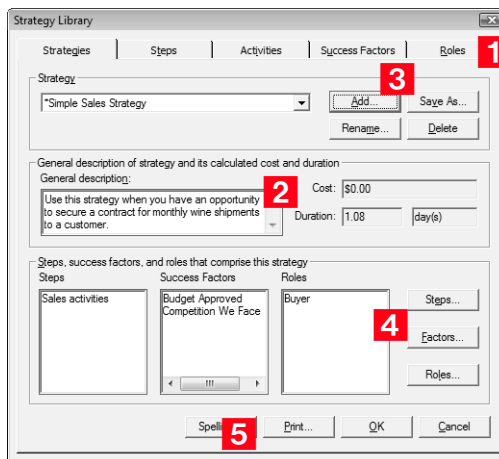 Strategy Library
Strategies Steps Activities Success Factors Roles 1
Strategy 3
*Simple Sales Strategy Add... Save As...
Rename... Delete
General description of strategy and its calculated cost and duration
General description: 2 Cost: $0.00
Use this strategy when you have an opportunity
to secure a contract for monthly wine shipments
to a customer.
Duration: 1.08 day(s)
Steps, success factors, and roles that comprise this strategy
Steps Success Factors Roles
Sales activities Budget Approved Buyer Steps...
Competition We Face
4 Factors...
Roles...
5 Print... OK Cancel